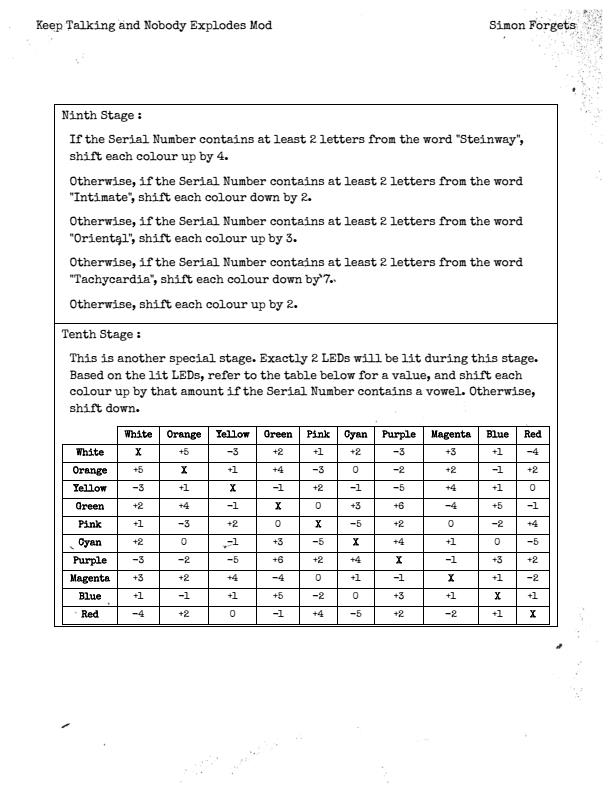 Keep Talking and Nobody Explodes Mod Simon Forgets
Ninth Stage:
If the Serial Number contains at least 2 letters from the word "Steinway",
shift each colour up by 4.
Otherwise, if the Serial Number contains at least 2 letters from the word
"Intimate", shift each colour down by 2.
Otherwise, if the Serial Number contains at least 2 letters from the word
"Oriental", shift each colour up by 3.
Otherwise, if the Serial Number contains at least 2 letters from the word
"Tachycardia", shift each colour down by 7.
Otherwise, shift each colour up by 2.
Tenth Stage:
This is another special stage. Exactly 2 LEDs will be lit during this stage.
Based on the lit LEDs, refer to the table below for a value, and shift each
colour up by that amount if the Serial Number contains a vowel. Otherwise,
shift down.
White Orange Yellow Green Pink Cyan Purple Magenta Blue Red
White X +5 -3 +2 +1 +2 -3 +3 +1 -4
Orange +5 X +1 +4 -3 0 -2 +2 -1 +2
Yellow -3 +1 X -1 +2 -1 -5 +4 +1 0
Green +2 +4 -1 X 0 +3 +6 -4 +5 -1
Pink +1 -3 +2 0 X -5 +2 0 -2 +4
Cyan +2 0 -1 +3 -5 X +4 +1 0 -5
Purple -3 -2 -5 +6 +2 +4 X -1 +3 +2
Magenta +3 +2 +4 -4 0 +1 -1 X +1 -2
Blue +1 -1 +1 +5 -2 0 +3 +1 X +1
Red -4 +2 0 -1 +4 -5 +2 -2 +1 X